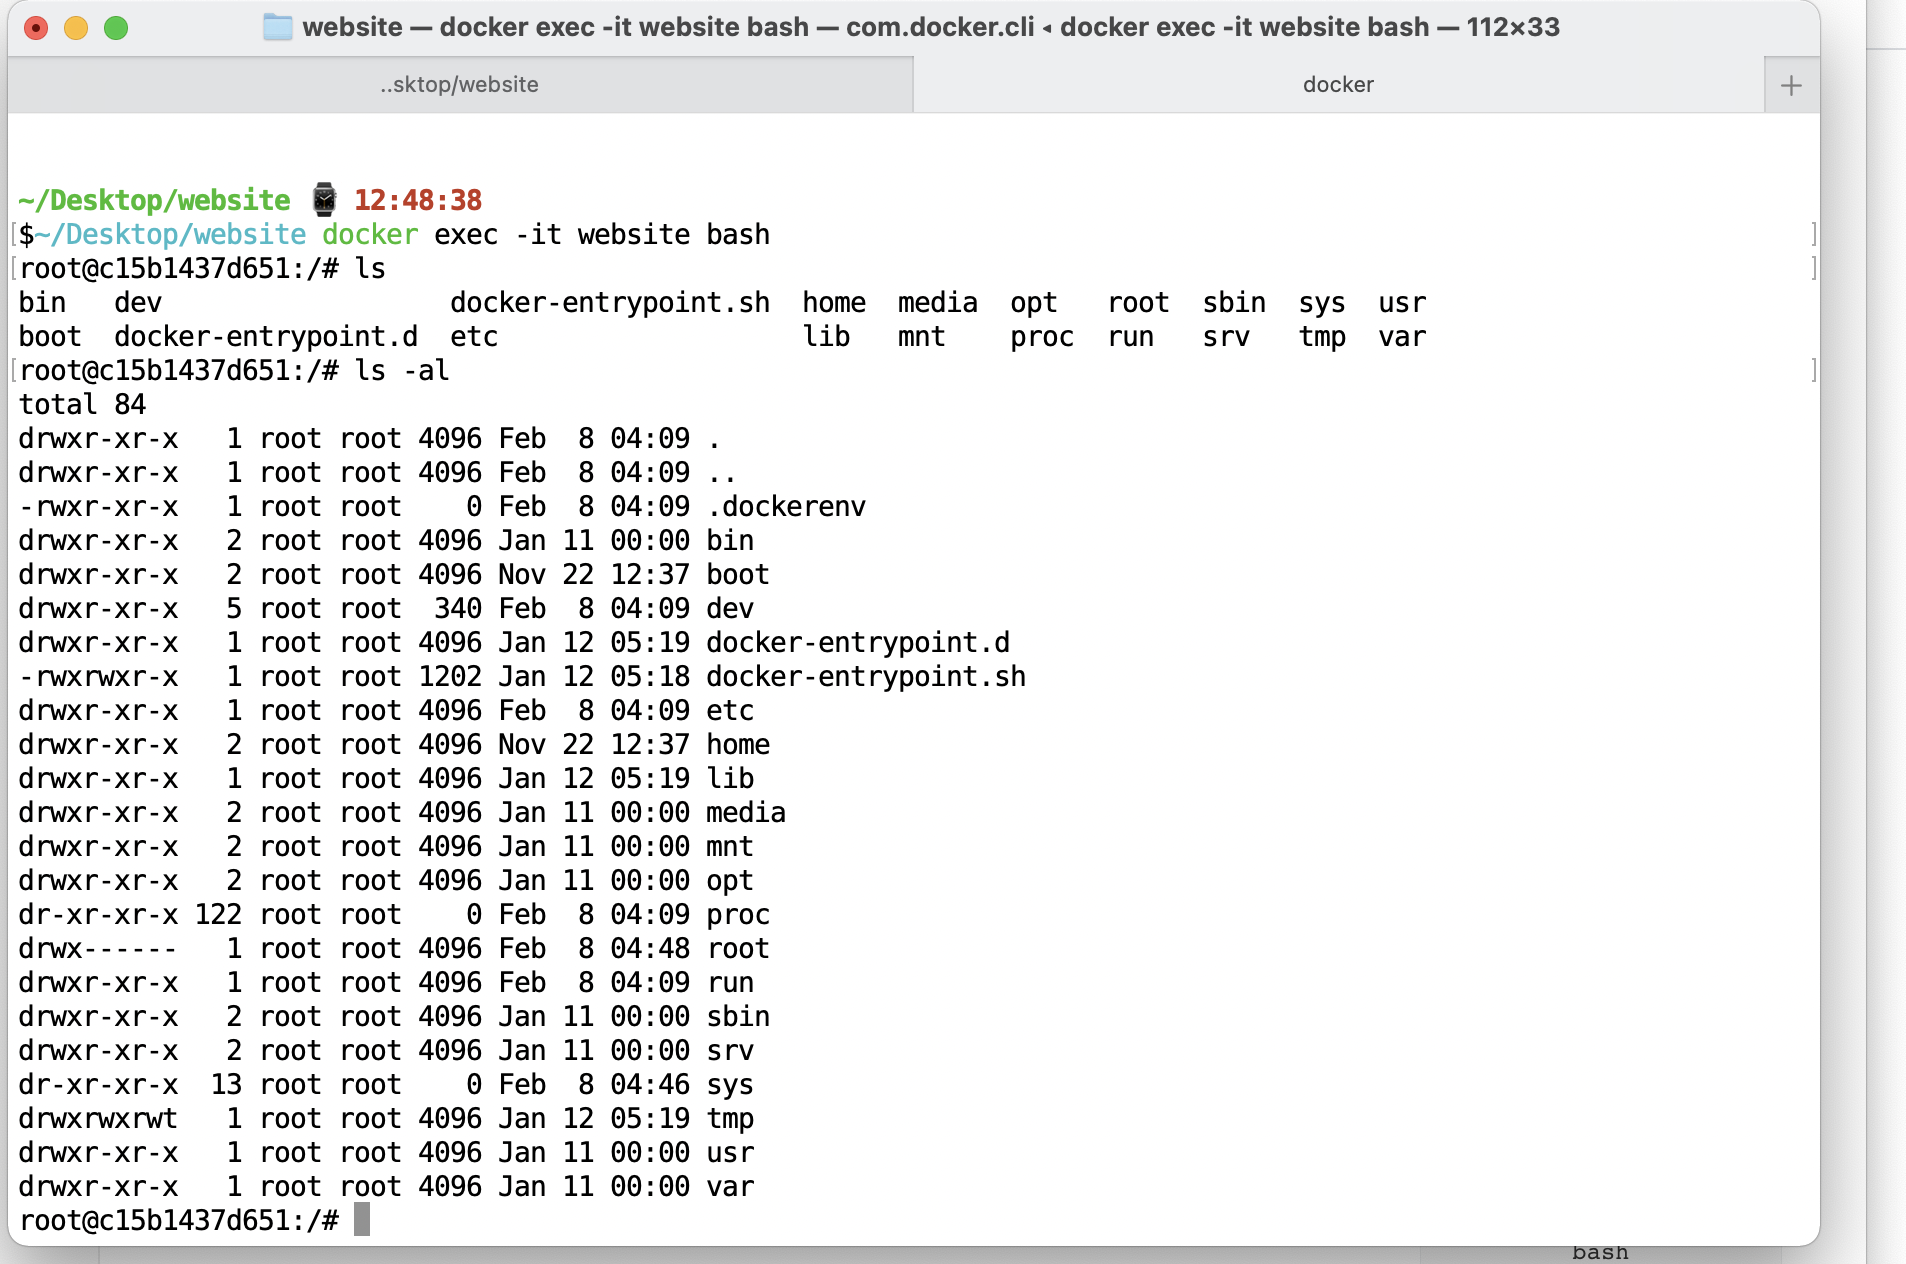 website — docker exec -it website bash — com.docker.cli ◂ docker exec -it website bash — 112×33
..sktop/website
docker
+
~/Desktop/website ⌚ 12:48:38
[$~/Desktop/website docker exec -it website bash ]
[root@c15b1437d651:/# ls ]
bin   dev                  docker-entrypoint.sh  home  media  opt   root  sbin  sys  usr
boot  docker-entrypoint.d  etc                   lib   mnt    proc  run   srv   tmp  var
[root@c15b1437d651:/# ls -al ]
total 84
drwxr-xr-x   1 root root 4096 Feb  8 04:09 .
drwxr-xr-x   1 root root 4096 Feb  8 04:09 ..
-rwxr-xr-x   1 root root    0 Feb  8 04:09 .dockerenv
drwxr-xr-x   2 root root 4096 Jan 11 00:00 bin
drwxr-xr-x   2 root root 4096 Nov 22 12:37 boot
drwxr-xr-x   5 root root  340 Feb  8 04:09 dev
drwxr-xr-x   1 root root 4096 Jan 12 05:19 docker-entrypoint.d
-rwxrwxr-x   1 root root 1202 Jan 12 05:18 docker-entrypoint.sh
drwxr-xr-x   1 root root 4096 Feb  8 04:09 etc
drwxr-xr-x   2 root root 4096 Nov 22 12:37 home
drwxr-xr-x   1 root root 4096 Jan 12 05:19 lib
drwxr-xr-x   2 root root 4096 Jan 11 00:00 media
drwxr-xr-x   2 root root 4096 Jan 11 00:00 mnt
drwxr-xr-x   2 root root 4096 Jan 11 00:00 opt
dr-xr-xr-x 122 root root    0 Feb  8 04:09 proc
drwx------   1 root root 4096 Feb  8 04:48 root
drwxr-xr-x   1 root root 4096 Feb  8 04:09 run
drwxr-xr-x   2 root root 4096 Jan 11 00:00 sbin
drwxr-xr-x   2 root root 4096 Jan 11 00:00 srv
dr-xr-xr-x  13 root root    0 Feb  8 04:46 sys
drwxrwxrwt   1 root root 4096 Jan 12 05:19 tmp
drwxr-xr-x   1 root root 4096 Jan 11 00:00 usr
drwxr-xr-x   1 root root 4096 Jan 11 00:00 var
root@c15b1437d651:/#
bash